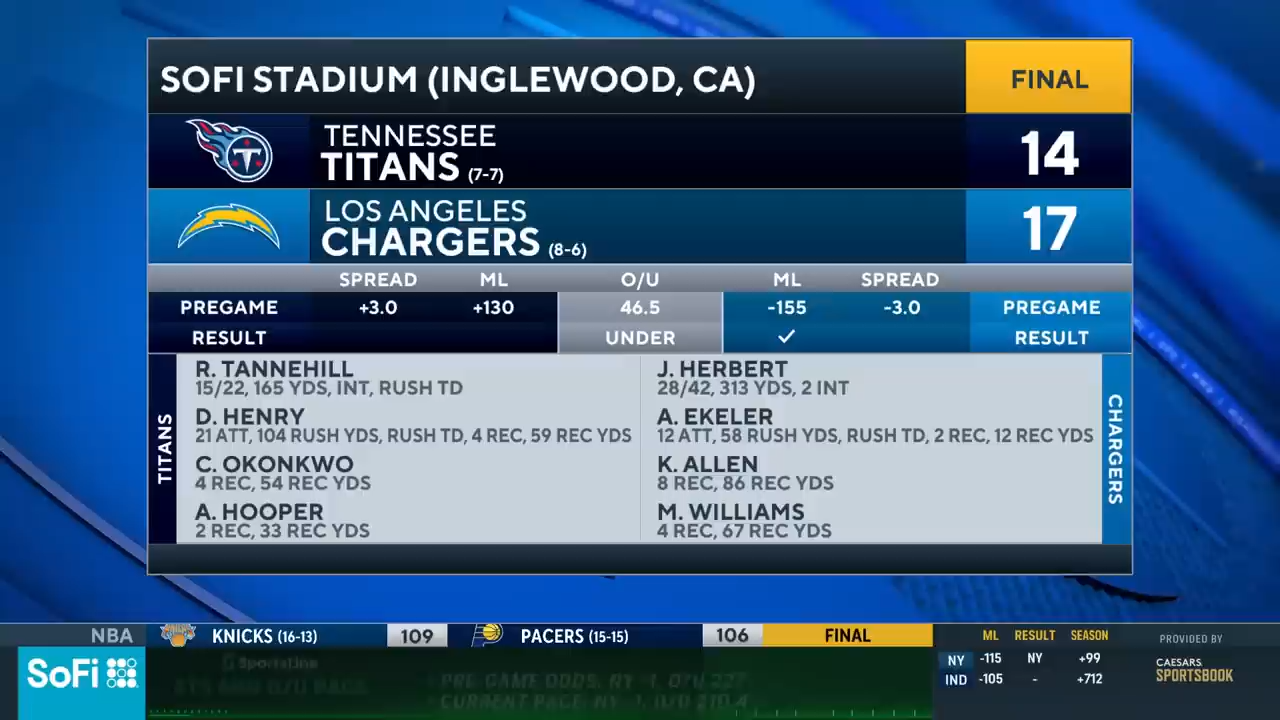 SOFI STADIUM (INGLEWOOD, CA) FINAL
TENNESSEE
TITANS (7-7) 14
LOS ANGELES
CHARGERS (8-6) 17
SPREAD ML O/U ML SPREAD
PREGAME +3.0 +130 46.5 -155 -3.0 PREGAME
RESULT UNDER ✓ RESULT
TITANS
R. TANNEHILL
15/22, 165 YDS, INT, RUSH TD
D. HENRY
21 ATT, 104 RUSH YDS, RUSH TD, 4 REC, 59 REC YDS
C. OKONKWO
4 REC, 54 REC YDS
A. HOOPER
2 REC, 33 REC YDS
J. HERBERT
28/42, 313 YDS, 2 INT
A. EKELER
12 ATT, 58 RUSH YDS, RUSH TD, 2 REC, 12 REC YDS
K. ALLEN
8 REC, 86 REC YDS
M. WILLIAMS
4 REC, 67 REC YDS
CHARGERS
NBA KNICKS (16-13) 109 PACERS (15-15) 106 FINAL
ML RESULT SEASON
NY -115 NY +99
IND -105 - +712
PROVIDED BY
CAESARS
SPORTSBOOK
SoFi
SportsLine